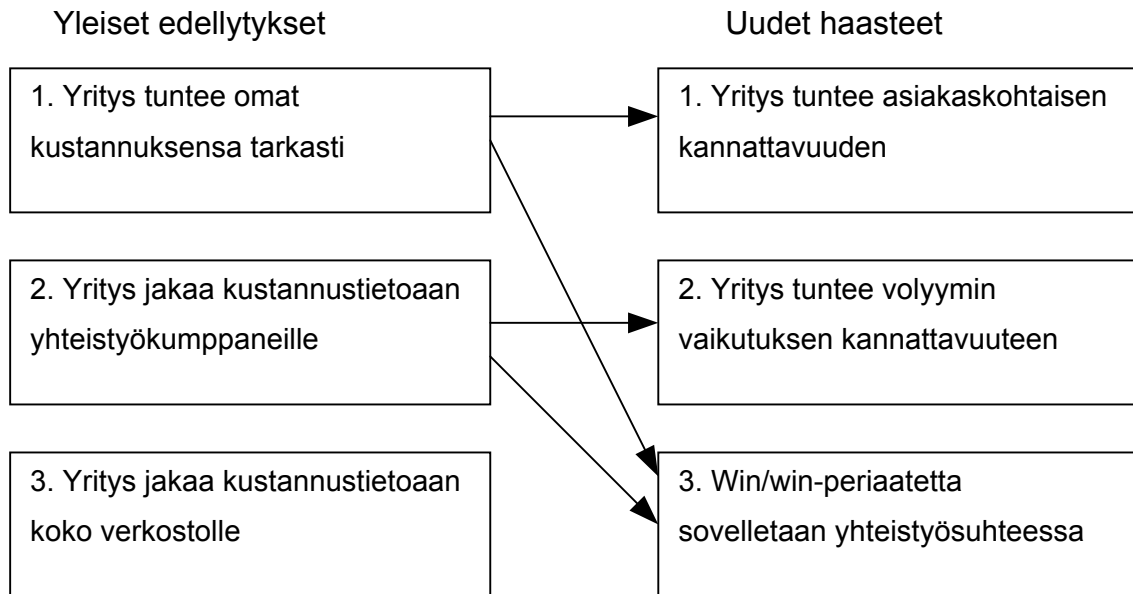 Yleiset edellytykset
Uudet haasteet
1. Yritys tuntee omat
kustannuksensa tarkasti
1. Yritys tuntee asiakaskohtaisen
kannattavuuden
2. Yritys jakaa kustannustietoaan
yhteistyökumppaneille
2. Yritys tuntee volyymin
vaikutuksen kannattavuuteen
3. Yritys jakaa kustannustietoaan
koko verkostolle
3. Win/win-periaatetta
sovelletaan yhteistyösuhteessa